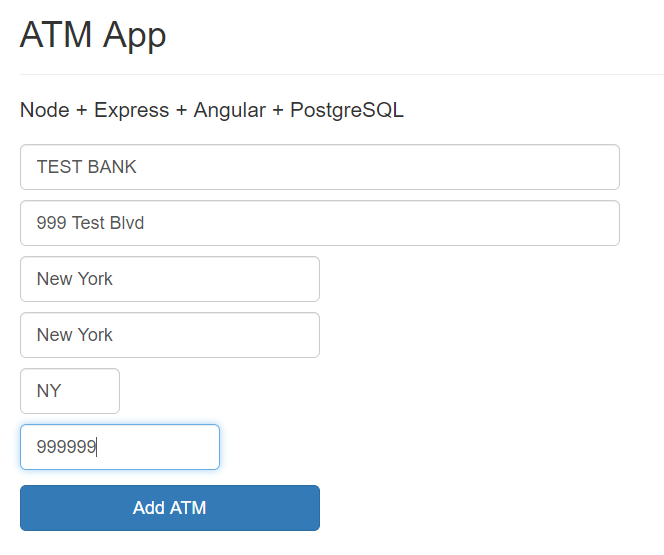 ATM App
Node + Express + Angular + PostgreSQL
TEST BANK
999 Test Blvd
New York
New York
NY
999999
Add ATM